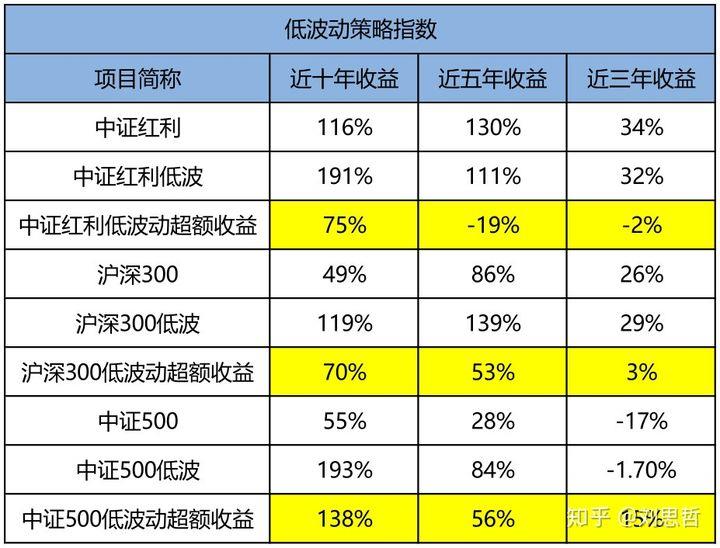 低波动策略指数
项目简称 近十年收益 近五年收益 近三年收益
中证红利 116% 130% 34%
中证红利低波 191% 111% 32%
中证红利低波动超额收益 75% -19% -2%
沪深300 49% 86% 26%
沪深300低波 119% 139% 29%
沪深300低波动超额收益 70% 53% 3%
中证500 55% 28% -17%
中证500低波 193% 84% -1.70%
中证500低波动超额收益 138% 56% 15%
知乎 @思哲